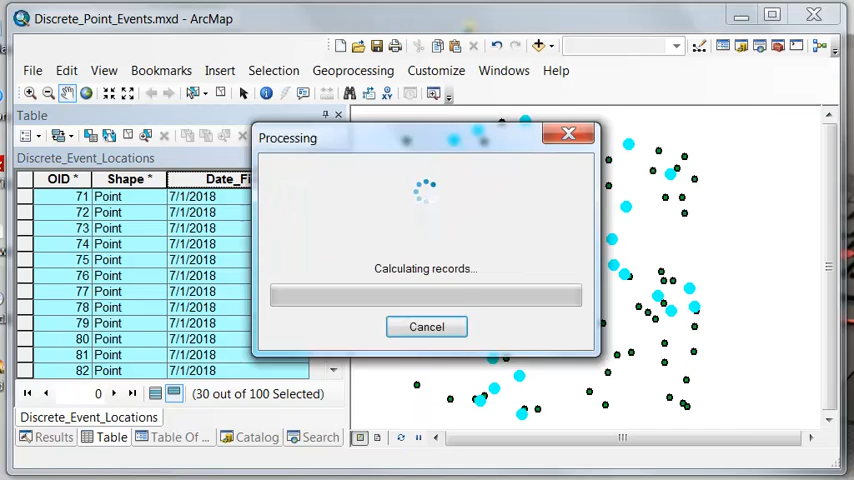 Discrete_Point_Events.mxd - ArcMap
File Edit View Bookmarks Insert Selection Geoprocessing Customize Windows Help
Table
Processing
Discrete_Event_Locations
OID * Shape * Date_Fi
71 Point 7/1/2018
72 Point 7/1/2018
73 Point 7/1/2018
74 Point 7/1/2018
75 Point 7/1/2018
76 Point 7/1/2018
77 Point 7/1/2018
78 Point 7/1/2018
79 Point 7/1/2018
80 Point 7/1/2018
81 Point 7/1/2018
82 Point 7/1/2018
Calculating records...
Cancel
0 (30 out of 100 Selected)
Discrete_Event_Locations
Results Table Table Of ... Catalog Search